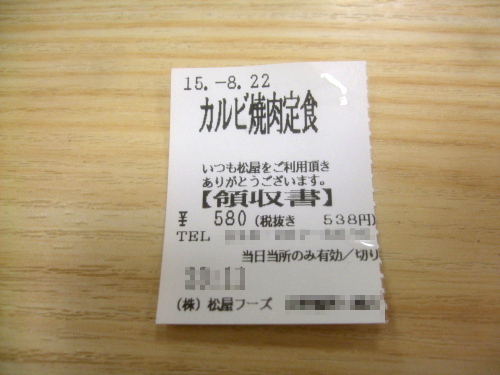 15.-8.22
カルビ焼肉定食
いつも松屋をご利用頂き
ありがとうございます。
【領収書】
¥ 580(税抜き 538円)
TEL
当日当所のみ有効/切り
(株)松屋フーズ